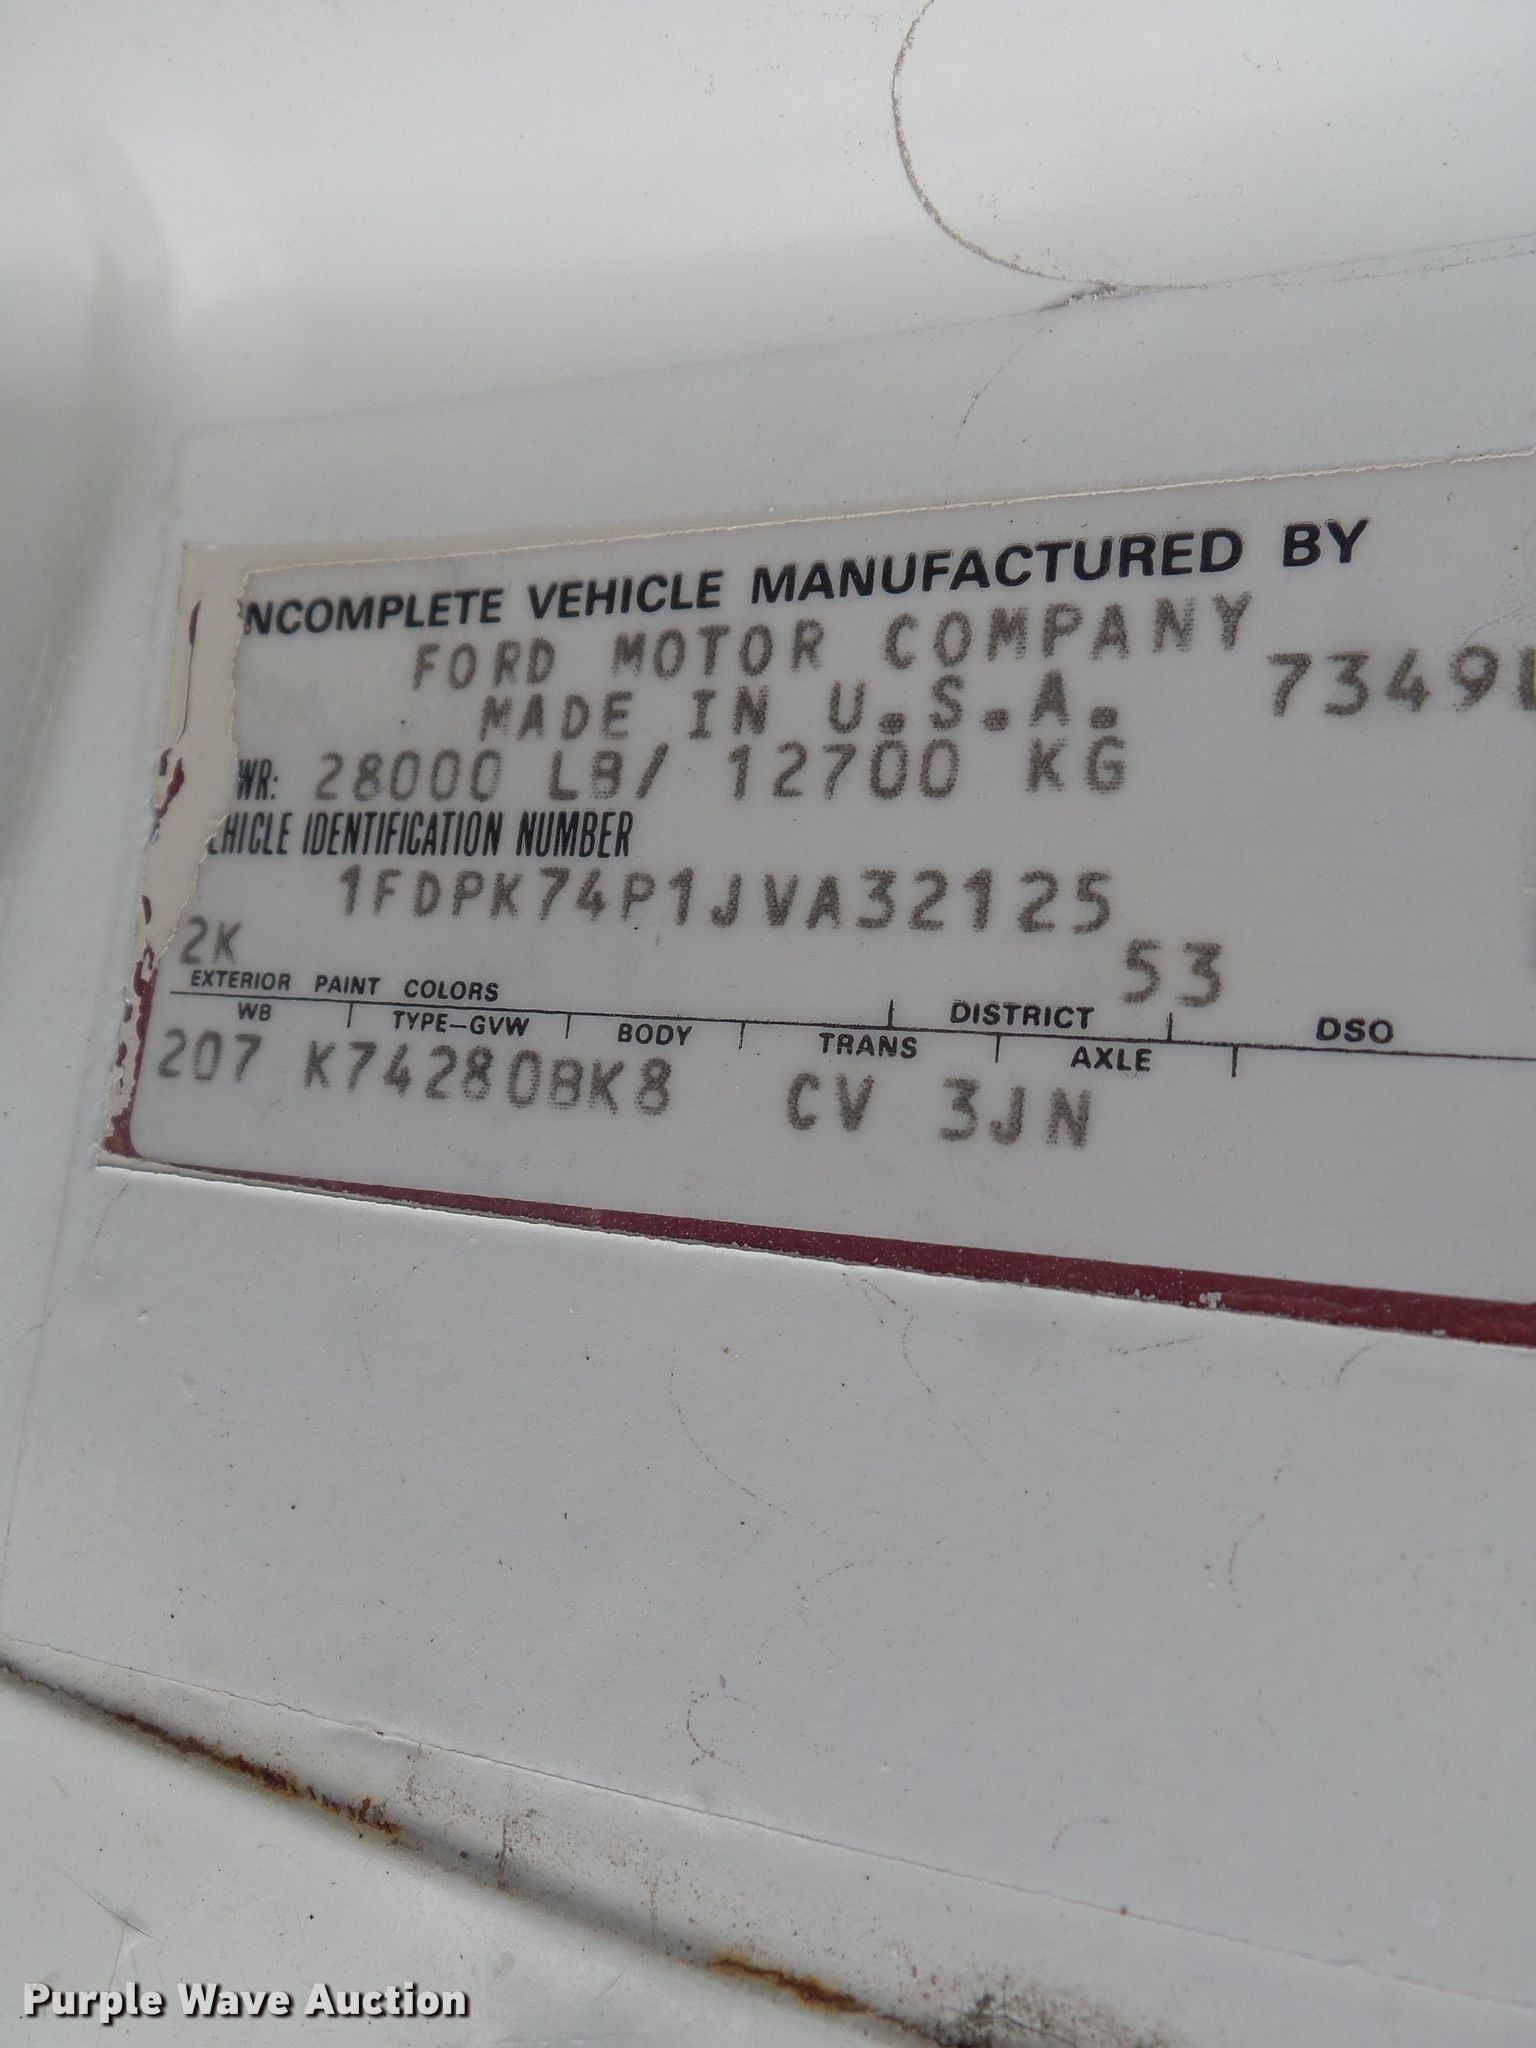 NCOMPLETE VEHICLE MANUFACTURED BY
FORD MOTOR COMPANY
MADE IN U.S.A. 7349
WR: 28000 LB/ 12700 KG
EHICLE IDENTIFICATION NUMBER
1FDPK74P1JVA32125
2K 53
EXTERIOR PAINT COLORS DISTRICT DSO
WB TYPE-GVW BODY TRANS AXLE
207 K74280BK8 CV 3JN
Purple Wave Auction